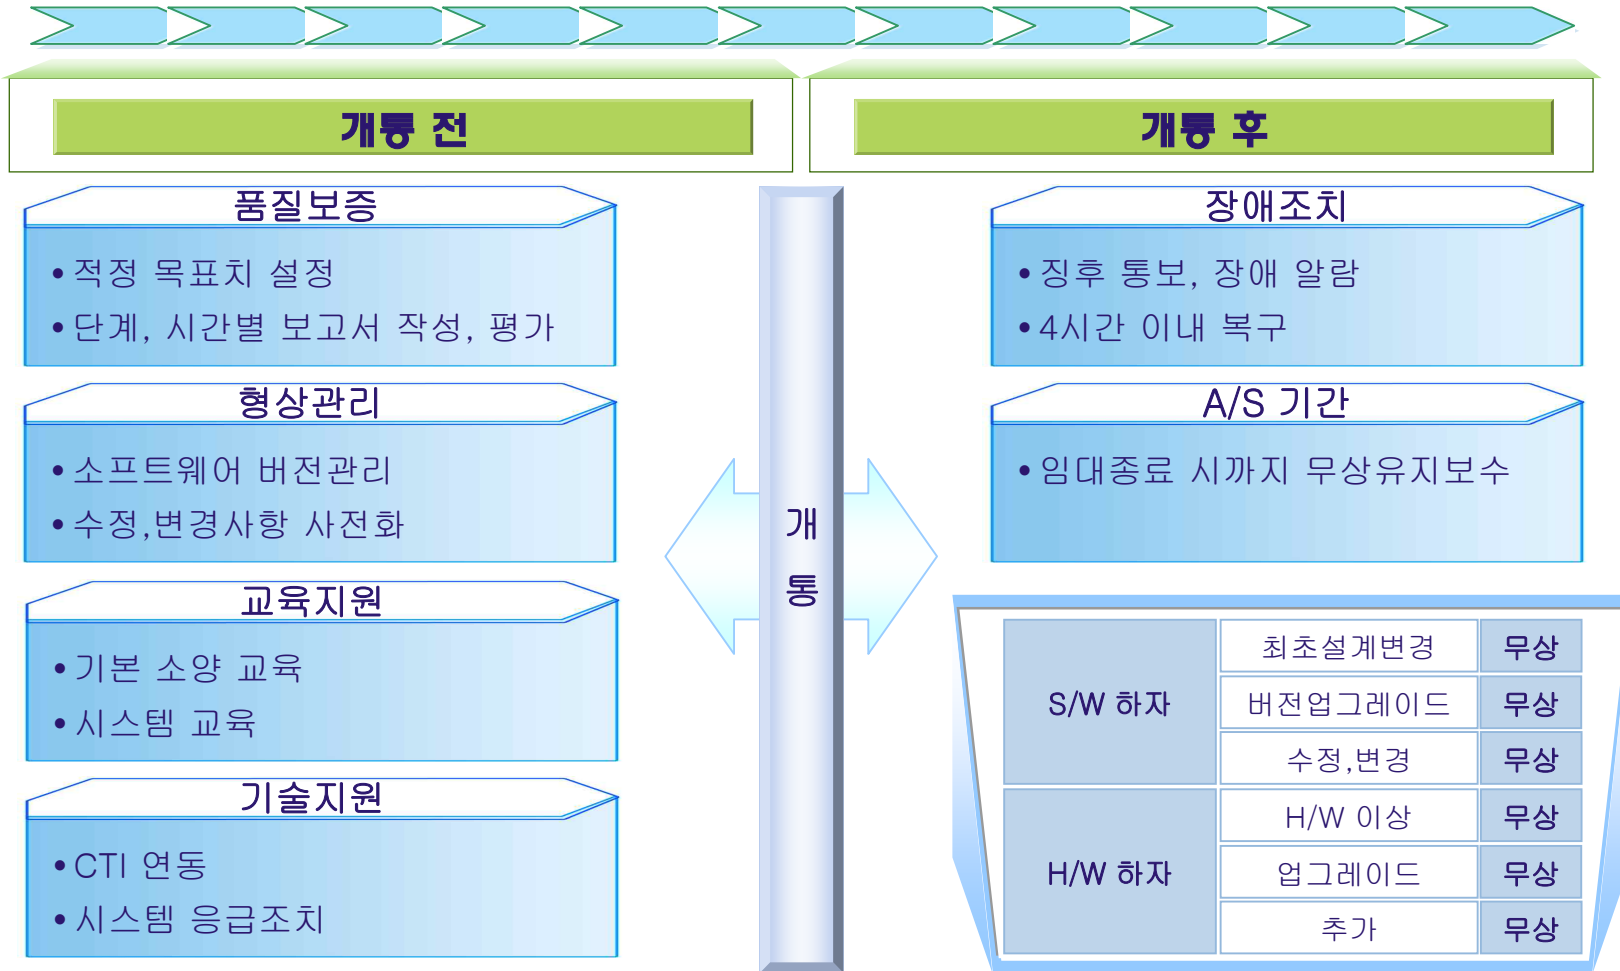 개통 전
개통 후
품질보증
• 적정 목표치 설정
• 단계, 시간별 보고서 작성, 평가
형상관리
• 소프트웨어 버전관리
• 수정,변경사항 사전화
교육지원
• 기본 소양 교육
• 시스템 교육
기술지원
• CTI 연동
• 시스템 응급조치
개
통
장애조치
• 징후 통보, 장애 알람
• 4시간 이내 복구
A/S 기간
• 임대종료 시까지 무상유지보수
S/W 하자
최초설계변경 무상
버전업그레이드 무상
수정,변경 무상
H/W 하자
H/W 이상 무상
업그레이드 무상
추가 무상